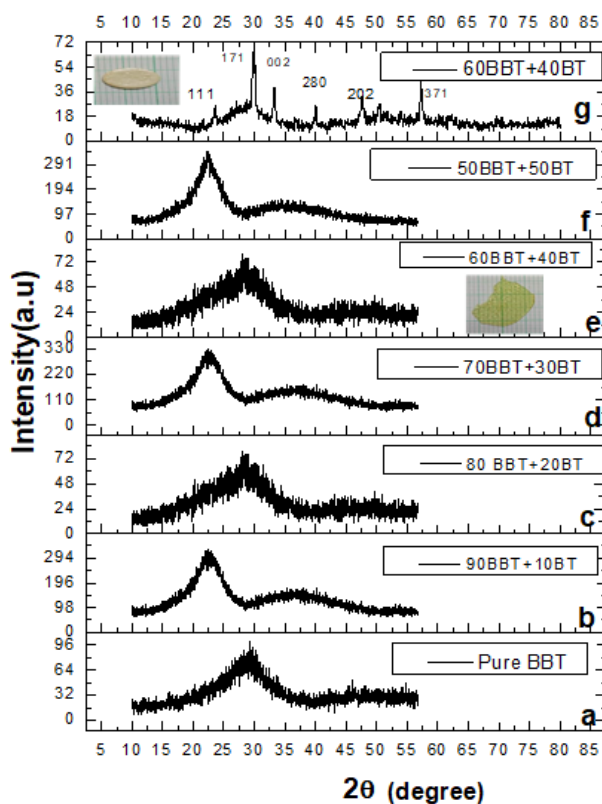 5 10 15 20 25 30 35 40 45 50 55 60 65 70 75 80 85
72
54
36
18
0
111
171
002
280
202
371
60BBT+40BT
g
291
194
97
0
50BBT+50BT
f
72
48
24
0
60BBT+40BT
e
330
220
110
0
70BBT+30BT
d
72
48
24
0
80 BBT+20BT
c
294
196
98
0
90BBT+10BT
b
96
64
32
0
Pure BBT
a
5 10 15 20 25 30 35 40 45 50 55 60 65 70 75 80 85
Intensity(a.u)
2θ (degree)